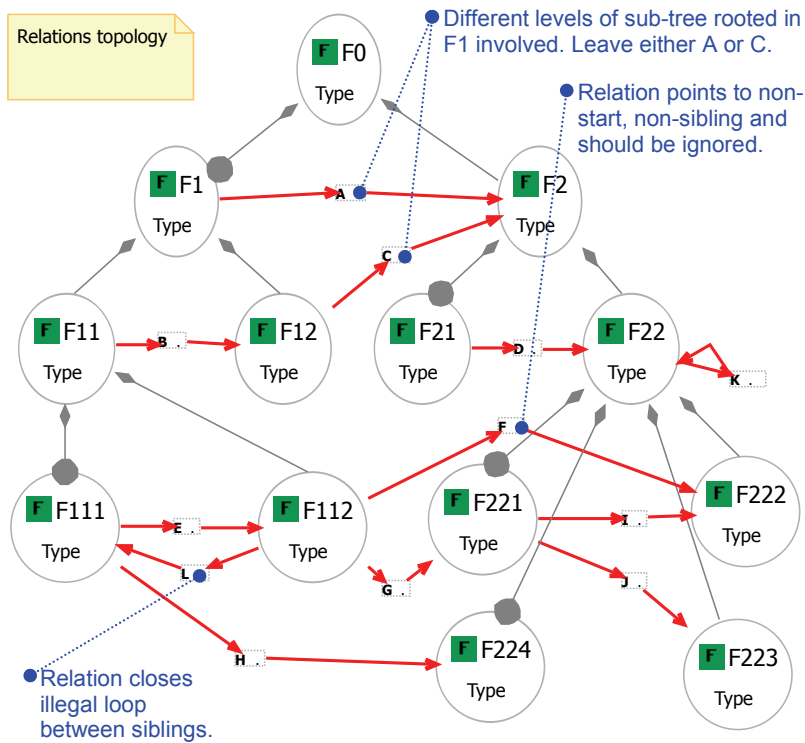 Relations topology
Different levels of sub-tree rooted in
F1 involved. Leave either A or C.
F F0
Type
Relation points to non-
start, non-sibling and
should be ignored.
F F1
Type
A
F F2
Type
C
F F11
Type
B .
F F12
Type
F F21
Type
D .
F F22
Type
K .
F
F F111
Type
E .
F F112
Type
F F221
Type
I .
F F222
Type
L .
G .
J .
H .
F F224
Type
F F223
Type
Relation closes
illegal loop
between siblings.